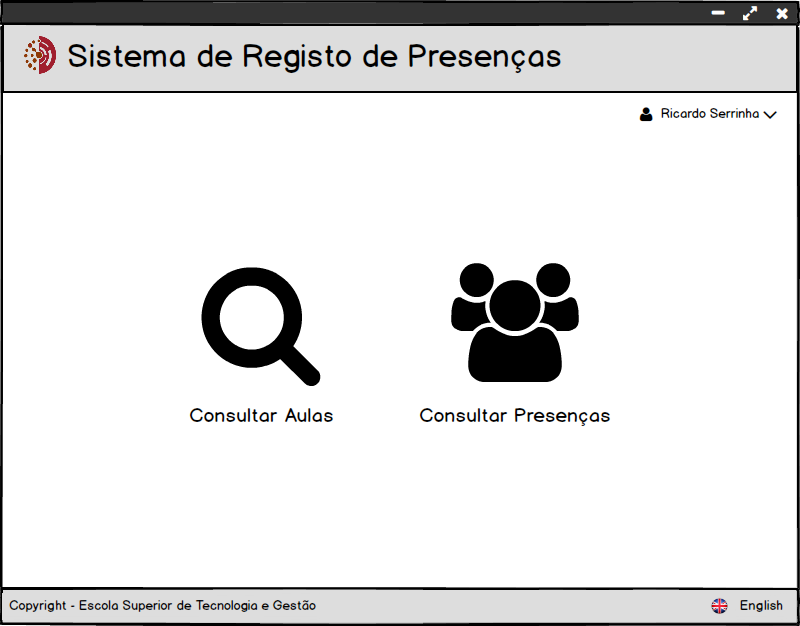 Sistema de Registo de Presenças
Ricardo Serrinha
Consultar Aulas
Consultar Presenças
Copyright - Escola Superior de Tecnologia e Gestão
English